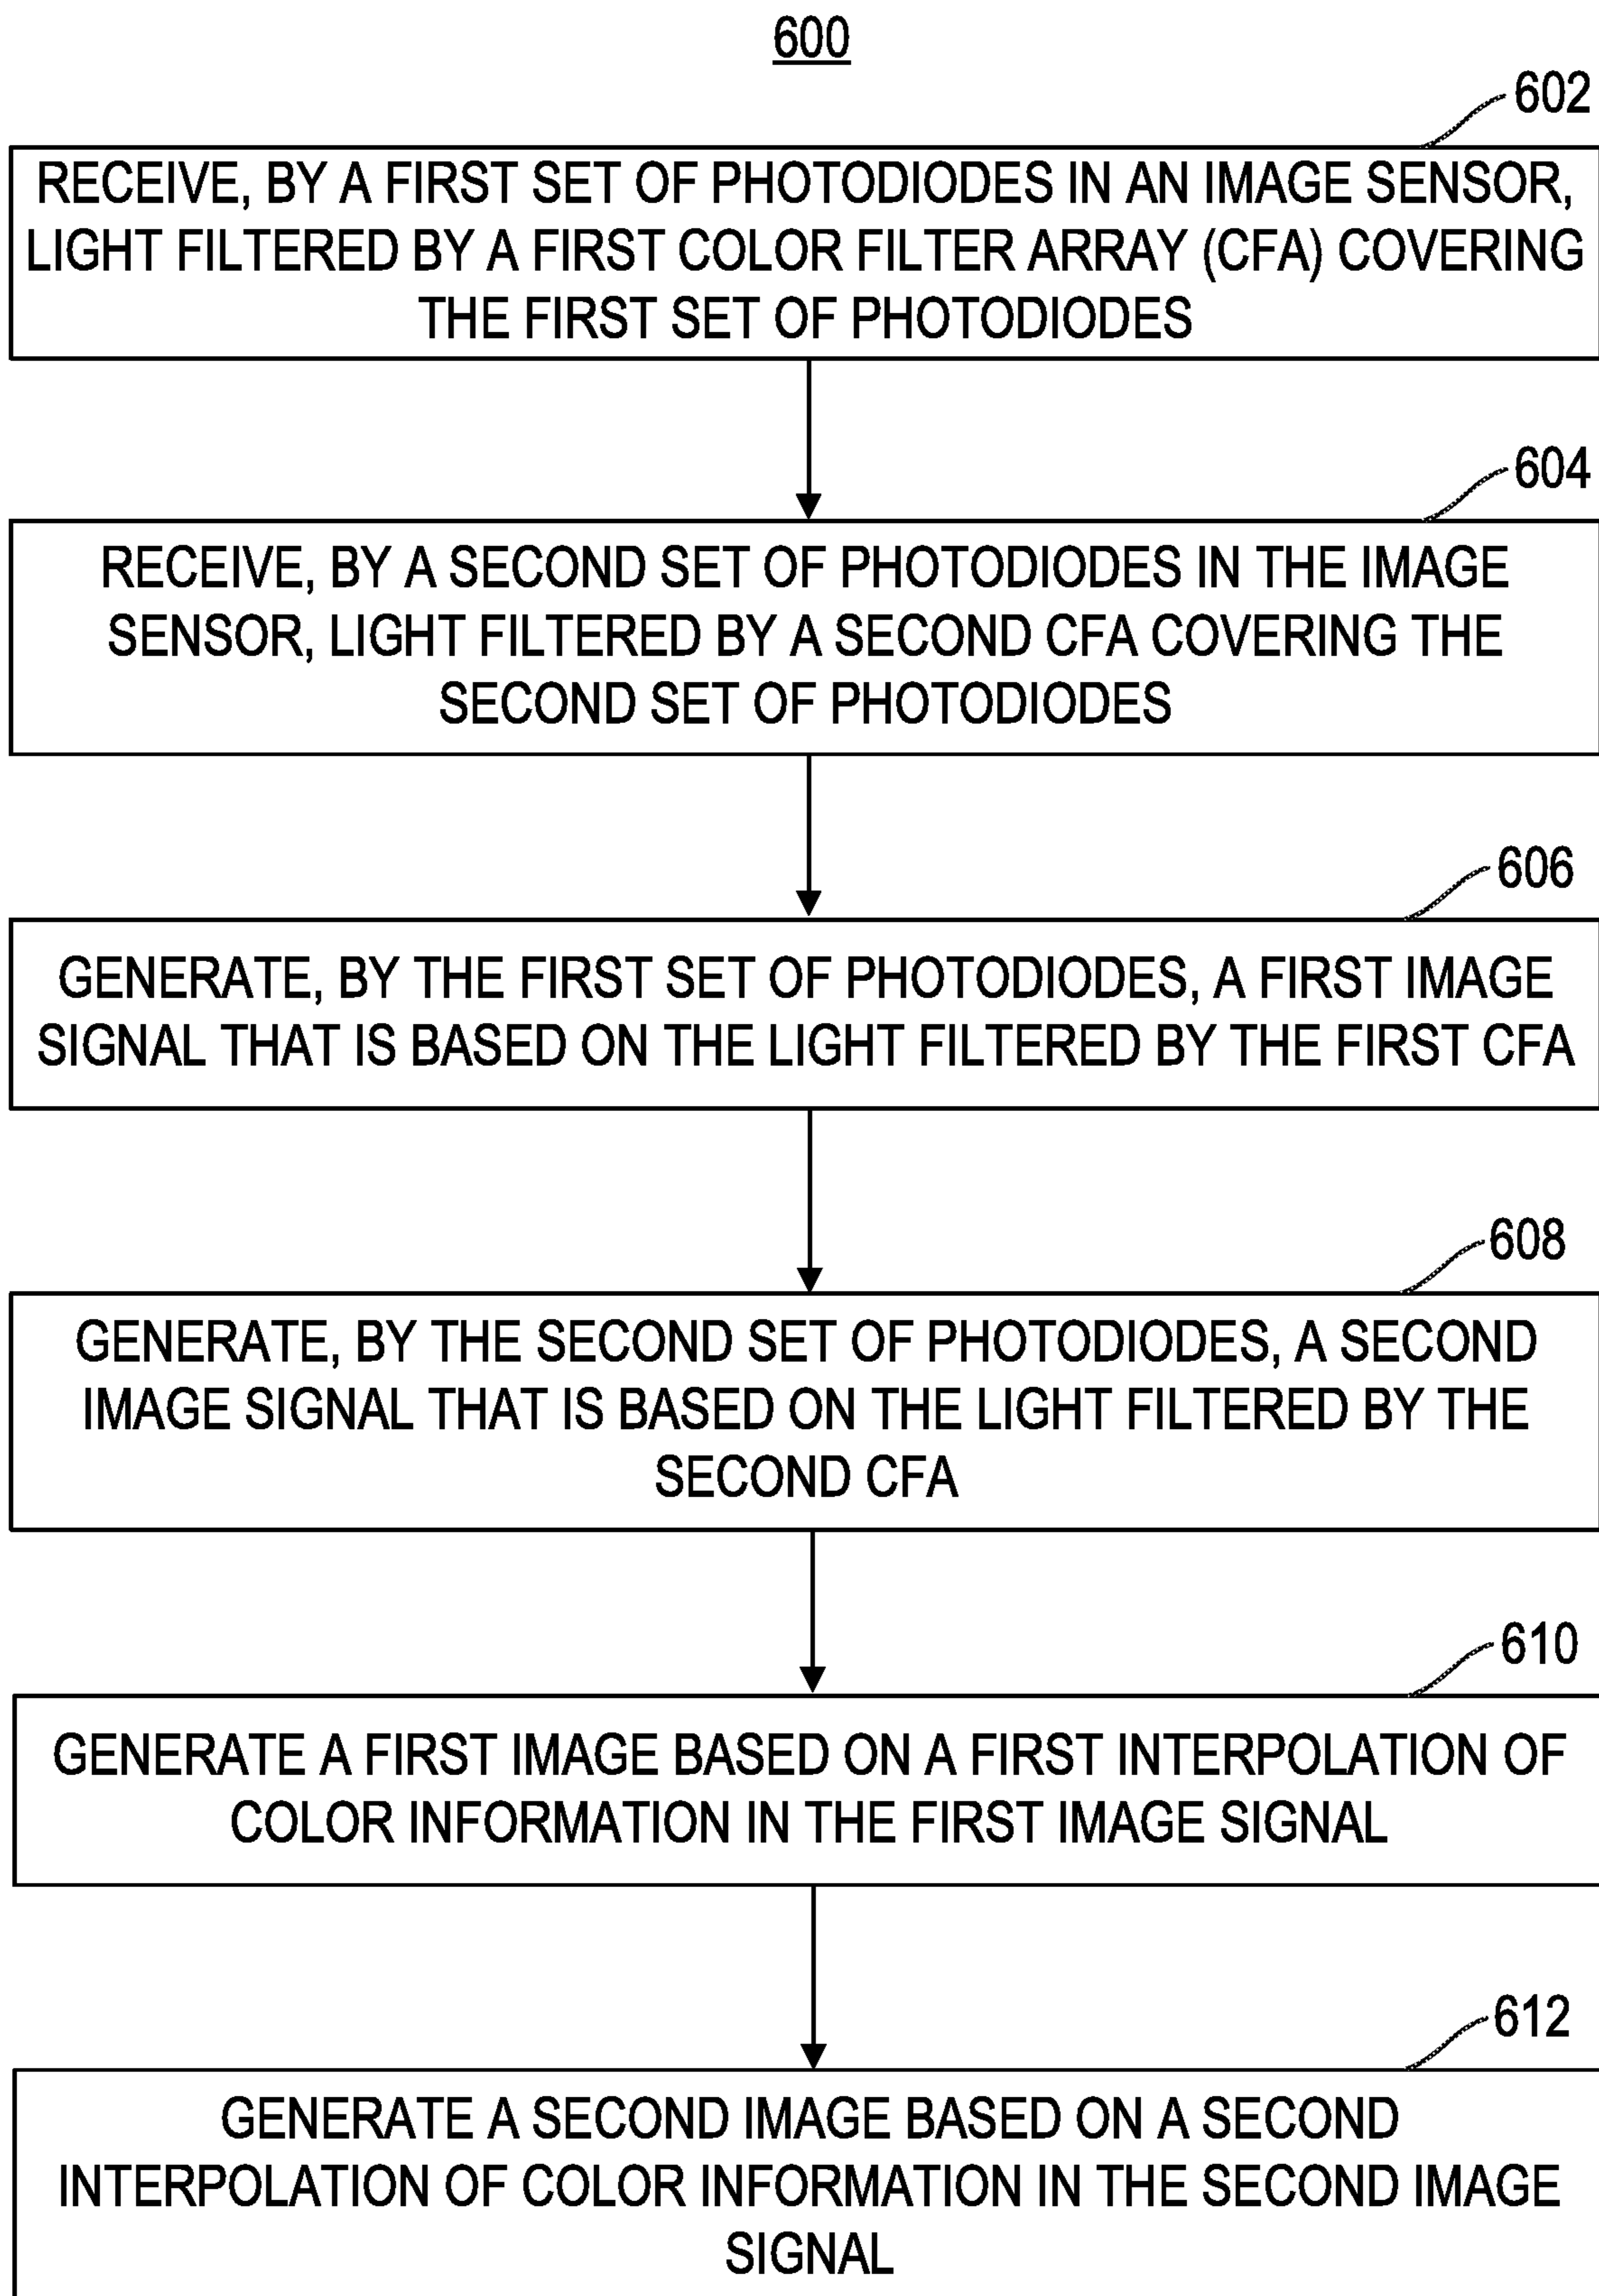 600
602
RECEIVE, BY A FIRST SET OF PHOTODIODES IN AN IMAGE SENSOR,
LIGHT FILTERED BY A FIRST COLOR FILTER ARRAY (CFA) COVERING
THE FIRST SET OF PHOTODIODES
604
RECEIVE, BY A SECOND SET OF PHOTODIODES IN THE IMAGE
SENSOR, LIGHT FILTERED BY A SECOND CFA COVERING THE
SECOND SET OF PHOTODIODES
606
GENERATE, BY THE FIRST SET OF PHOTODIODES, A FIRST IMAGE
SIGNAL THAT IS BASED ON THE LIGHT FILTERED BY THE FIRST CFA
608
GENERATE, BY THE SECOND SET OF PHOTODIODES, A SECOND
IMAGE SIGNAL THAT IS BASED ON THE LIGHT FILTERED BY THE
SECOND CFA
610
GENERATE A FIRST IMAGE BASED ON A FIRST INTERPOLATION OF
COLOR INFORMATION IN THE FIRST IMAGE SIGNAL
612
GENERATE A SECOND IMAGE BASED ON A SECOND
INTERPOLATION OF COLOR INFORMATION IN THE SECOND IMAGE
SIGNAL